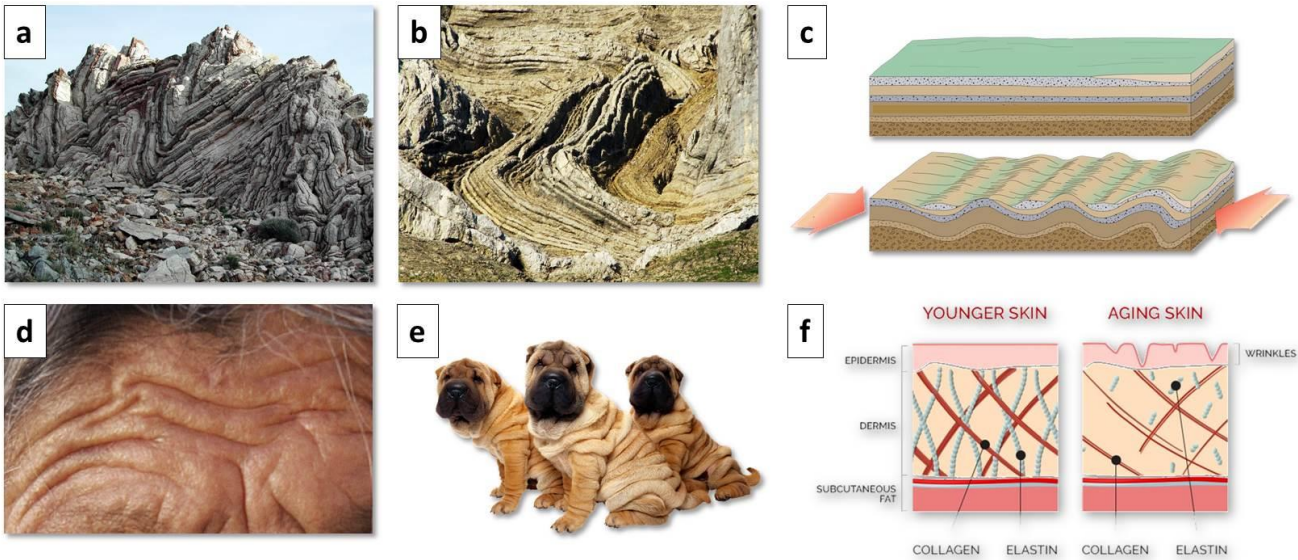 a
b
c
d
e
f
YOUNGER SKIN
AGING SKIN
EPIDERMIS
WRINKLES
DERMIS
SUBCUTANEOUS
FAT
COLLAGEN
ELASTIN
COLLAGEN
ELASTIN